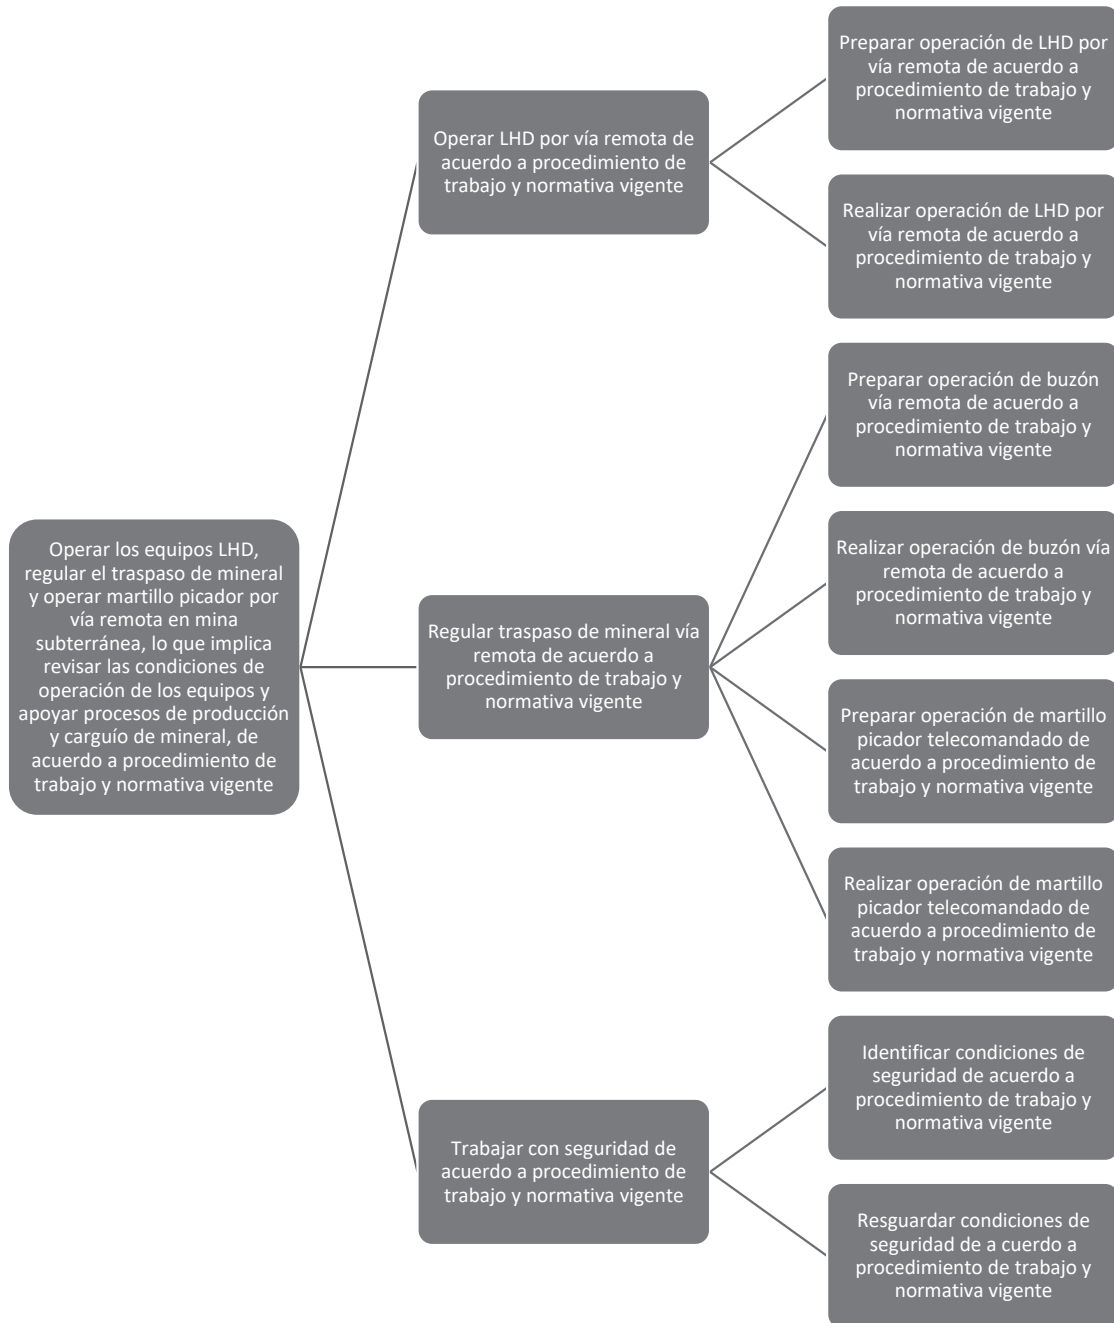 Operar los equipos LHD,
regular el traspaso de mineral
y operar martillo picador por
vía remota en mina
subterránea, lo que implica
revisar las condiciones de
operación de los equipos y
apoyar procesos de producción
y carguío de mineral, de
acuerdo a procedimiento de
trabajo y normativa vigente
Operar LHD por vía remota de
acuerdo a procedimiento de
trabajo y normativa vigente
Preparar operación de LHD por
vía remota de acuerdo a
procedimiento de trabajo y
normativa vigente
Realizar operación de LHD por
vía remota de acuerdo a
procedimiento de trabajo y
normativa vigente
Regular traspaso de mineral vía
remota de acuerdo a
procedimiento de trabajo y
normativa vigente
Preparar operación de buzón
vía remota de acuerdo a
procedimiento de trabajo y
normativa vigente
Realizar operación de buzón vía
remota de acuerdo a
procedimiento de trabajo y
normativa vigente
Preparar operación de martillo
picador telecomandado de
acuerdo a procedimiento de
trabajo y normativa vigente
Realizar operación de martillo
picador telecomandado de
acuerdo a procedimiento de
trabajo y normativa vigente
Trabajar con seguridad de
acuerdo a procedimiento de
trabajo y normativa vigente
Identificar condiciones de
seguridad de acuerdo a
procedimiento de trabajo y
normativa vigente
Resguardar condiciones de
seguridad de a cuerdo a
procedimiento de trabajo y
normativa vigente